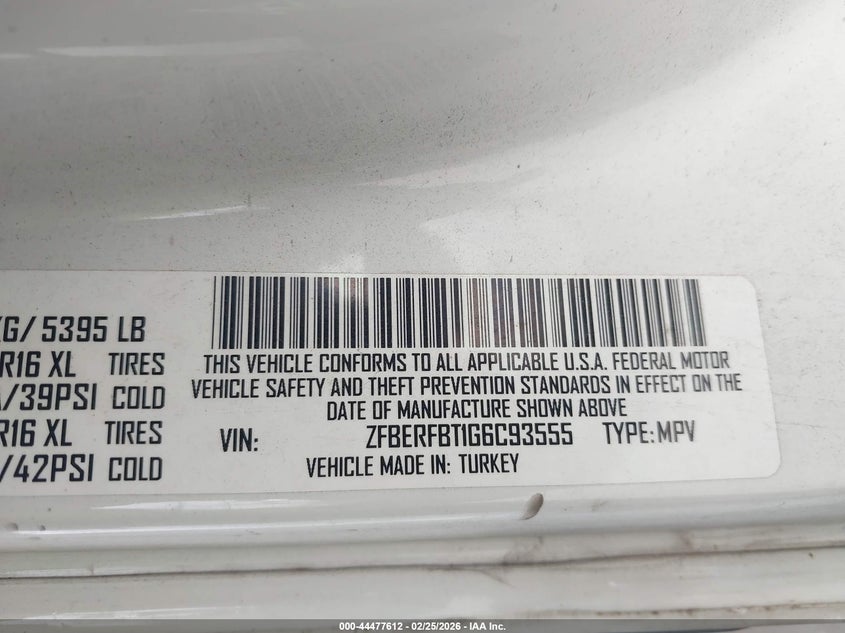 G/ 5395 LB
R16 XL TIRES
/39PSI COLD
R16 XL TIRES
/42PSI COLD
THIS VEHICLE CONFORMS TO ALL APPLICABLE U.S.A. FEDERAL MOTOR
VEHICLE SAFETY AND THEFT PREVENTION STANDARDS IN EFFECT ON THE
DATE OF MANUFACTURE SHOWN ABOVE
VIN: ZFBERFBT1G6C93555 TYPE:MPV
VEHICLE MADE IN: TURKEY
000-44477612 - 02/25/2026 - IAA Inc.